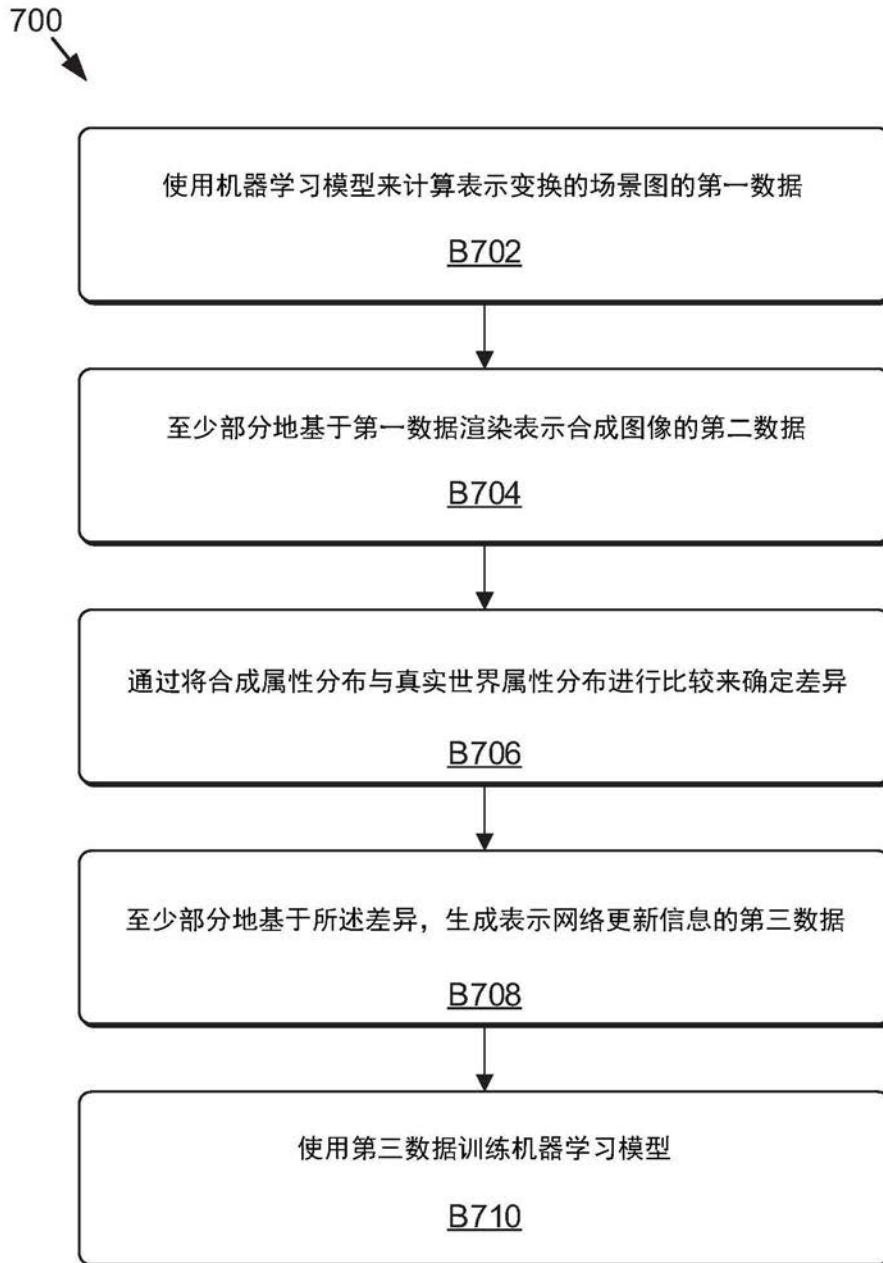 700
使用机器学习模型来计算表示变换的场景图的第一数据
B702
至少部分地基于第一数据渲染表示合成图像的第二数据
B704
通过将合成属性分布与真实世界属性分布进行比较来确定差异
B706
至少部分地基于所述差异，生成表示网络更新信息的第三数据
B708
使用第三数据训练机器学习模型
B710